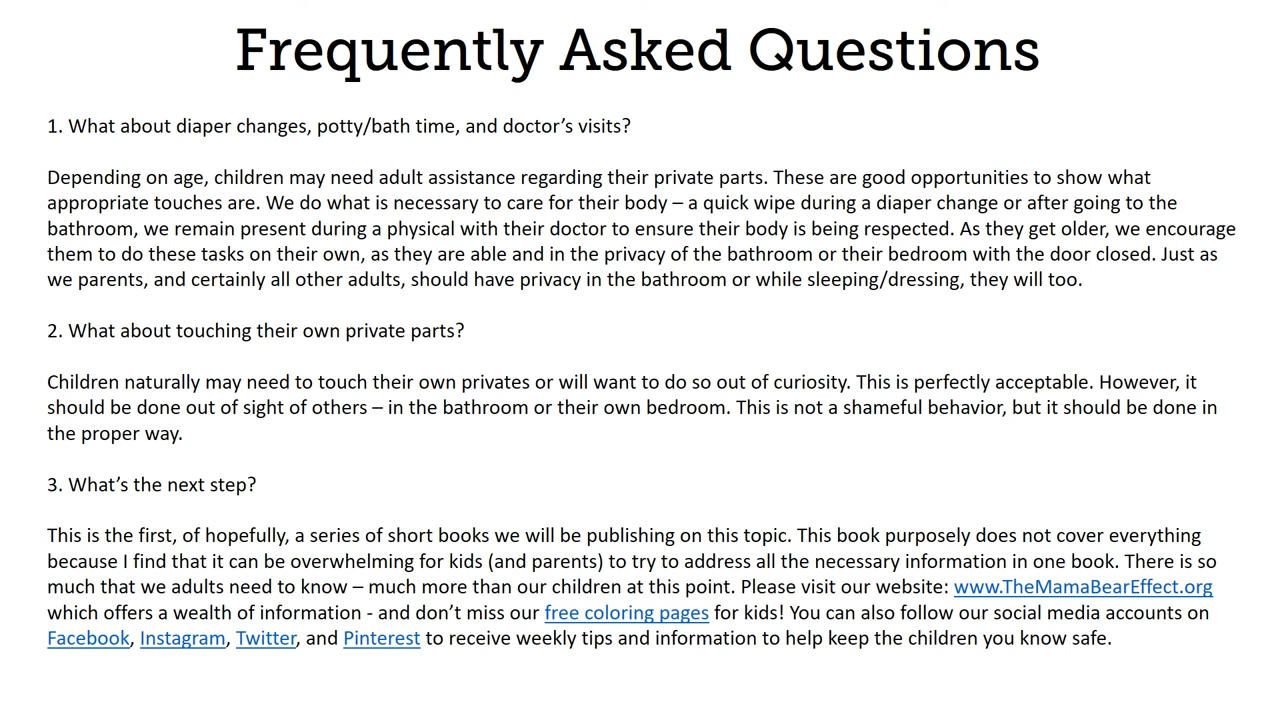 Frequently Asked Questions
1. What about diaper changes, potty/bath time, and doctor’s visits?
Depending on age, children may need adult assistance regarding their private parts. These are good opportunities to show what
appropriate touches are. We do what is necessary to care for their body – a quick wipe during a diaper change or after going to the
bathroom, we remain present during a physical with their doctor to ensure their body is being respected. As they get older, we encourage
them to do these tasks on their own, as they are able and in the privacy of the bathroom or their bedroom with the door closed. Just as
we parents, and certainly all other adults, should have privacy in the bathroom or while sleeping/dressing, they will too.
2. What about touching their own private parts?
Children naturally may need to touch their own privates or will want to do so out of curiosity. This is perfectly acceptable. However, it
should be done out of sight of others – in the bathroom or their own bedroom. This is not a shameful behavior, but it should be done in
the proper way.
3. What’s the next step?
This is the first, of hopefully, a series of short books we will be publishing on this topic. This book purposely does not cover everything
because I find that it can be overwhelming for kids (and parents) to try to address all the necessary information in one book. There is so
much that we adults need to know – much more than our children at this point. Please visit our website: www.TheMamaBearEffect.org
which offers a wealth of information - and don’t miss our free coloring pages for kids! You can also follow our social media accounts on
Facebook, Instagram, Twitter, and Pinterest to receive weekly tips and information to help keep the children you know safe.